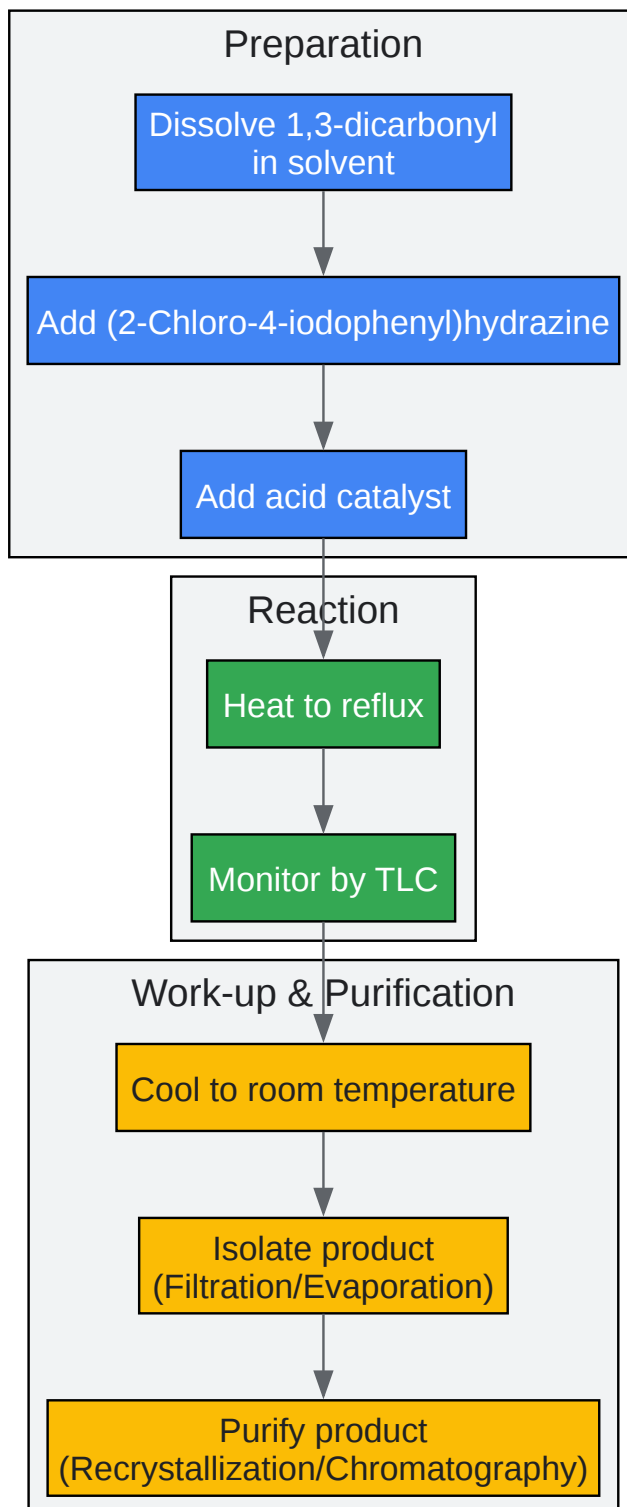 Preparation
Dissolve 1,3-dicarbonyl
in solvent
Add (2-Chloro-4-iodophenyl)hydrazine
Add acid catalyst
Reaction
Heat to reflux
Monitor by TLC
Work-up & Purification
Cool to room temperature
Isolate product
(Filtration/Evaporation)
Purify product
(Recrystallization/Chromatography)